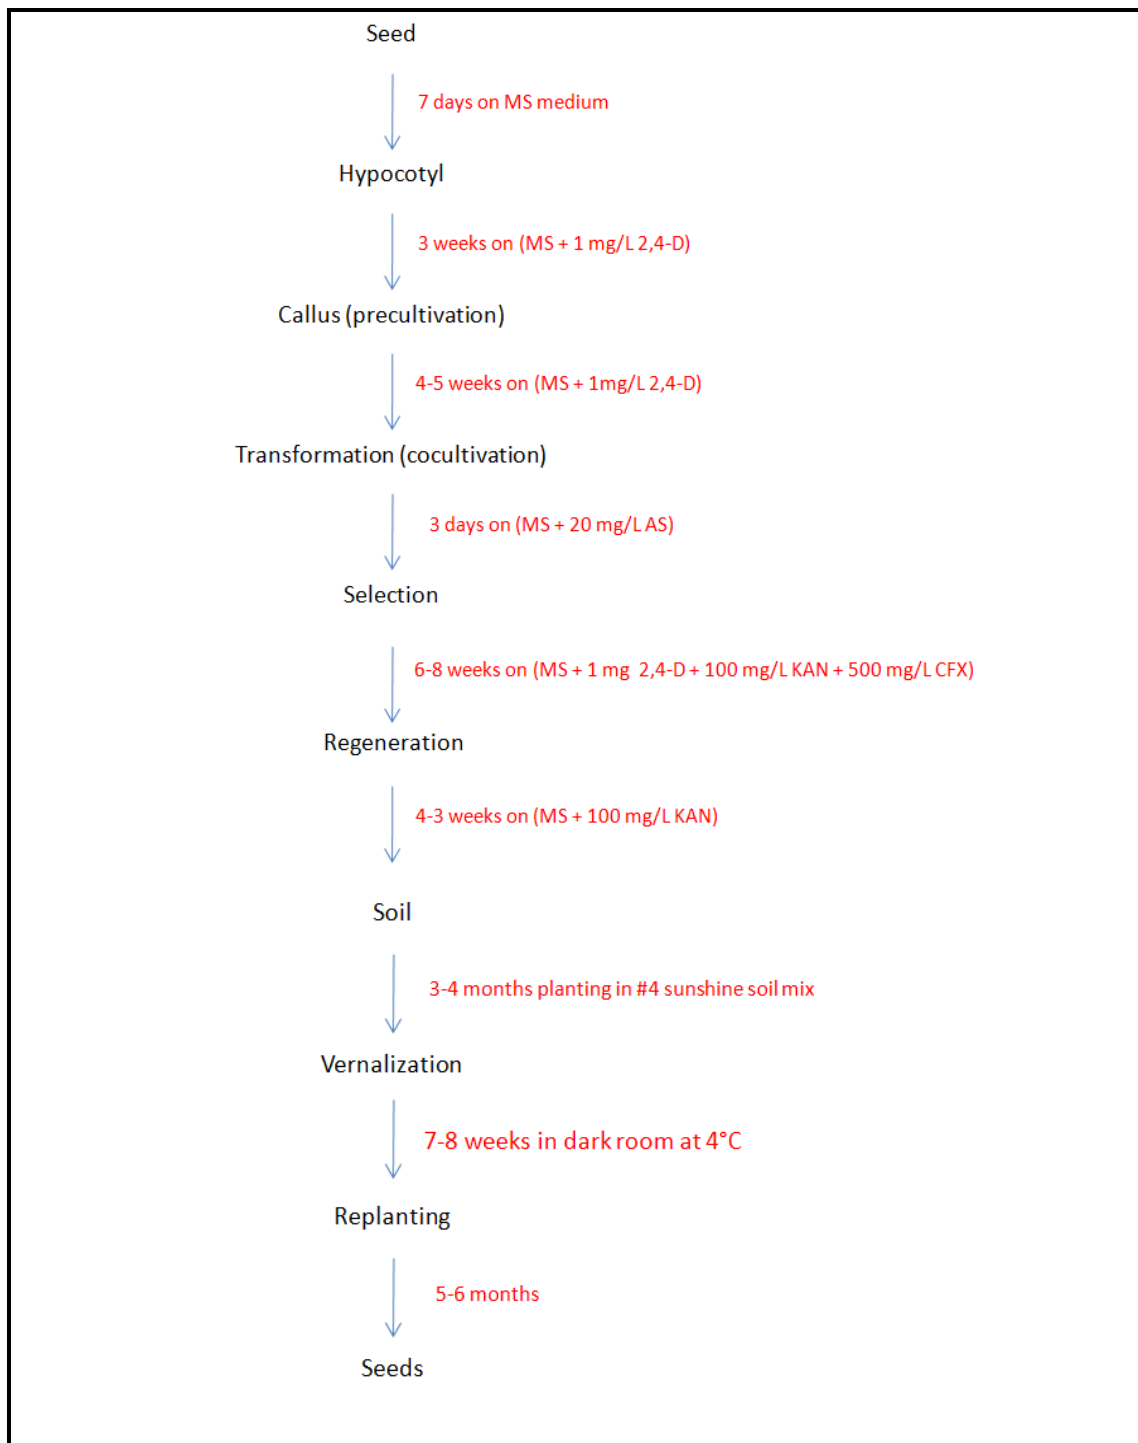 Seed
7 days on MS medium
Hypocotyl
3 weeks on (MS + 1 mg/L 2,4-D)
Callus (precultivation)
4-5 weeks on (MS + 1mg/L 2,4-D)
Transformation (cocultivation)
3 days on (MS + 20 mg/L AS)
Selection
6-8 weeks on (MS + 1 mg  2,4-D + 100 mg/L KAN + 500 mg/L CFX)
Regeneration
4-3 weeks on (MS + 100 mg/L KAN)
Soil
3-4 months planting in #4 sunshine soil mix
Vernalization
7-8 weeks in dark room at 4°C
Replanting
5-6 months
Seeds